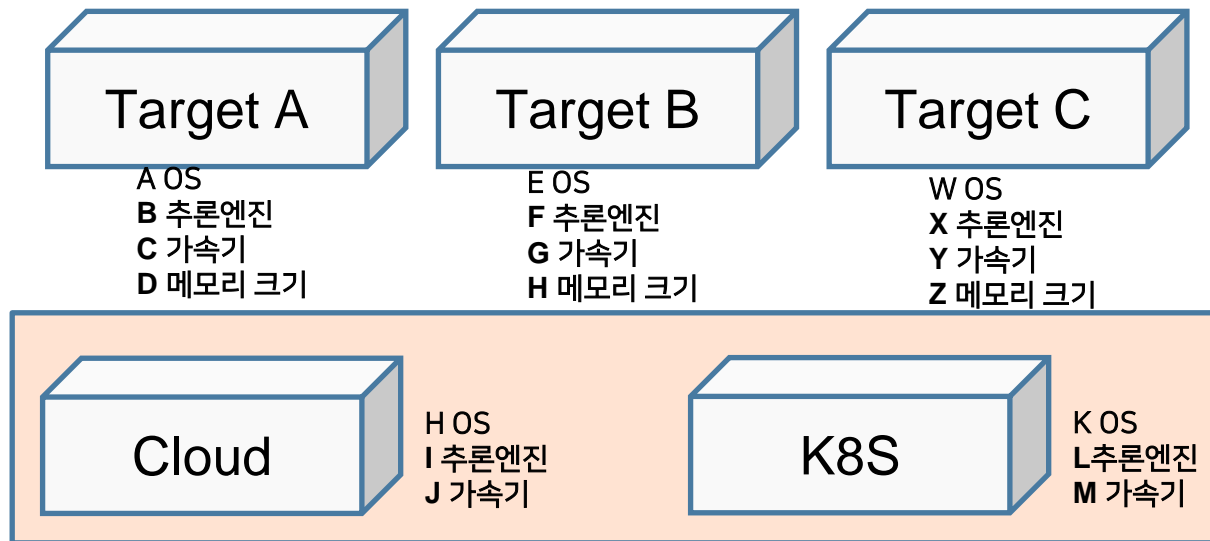 Target A
Target B
Target C
A OS
B 추론엔진
C 가속기
D 메모리 크기
E OS
F 추론엔진
G 가속기
H 메모리 크기
W OS
X 추론엔진
Y 가속기
Z 메모리 크기
Cloud
H OS
I 추론엔진
J 가속기
K8S
K OS
L추론엔진
M 가속기